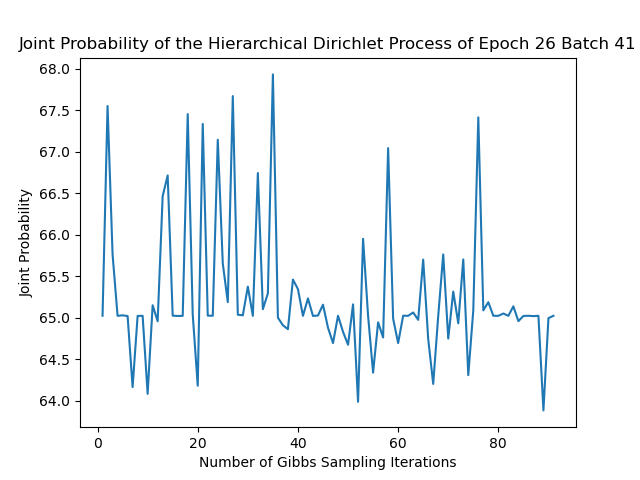 Joint Probability of the Hierarchical Dirichlet Process of Epoch 26 Batch 41
68.0
67.5
67.0
66.5
66.0
65.5
65.0
64.5
64.0
Joint Probability
0 20 40 60 80
Number of Gibbs Sampling Iterations